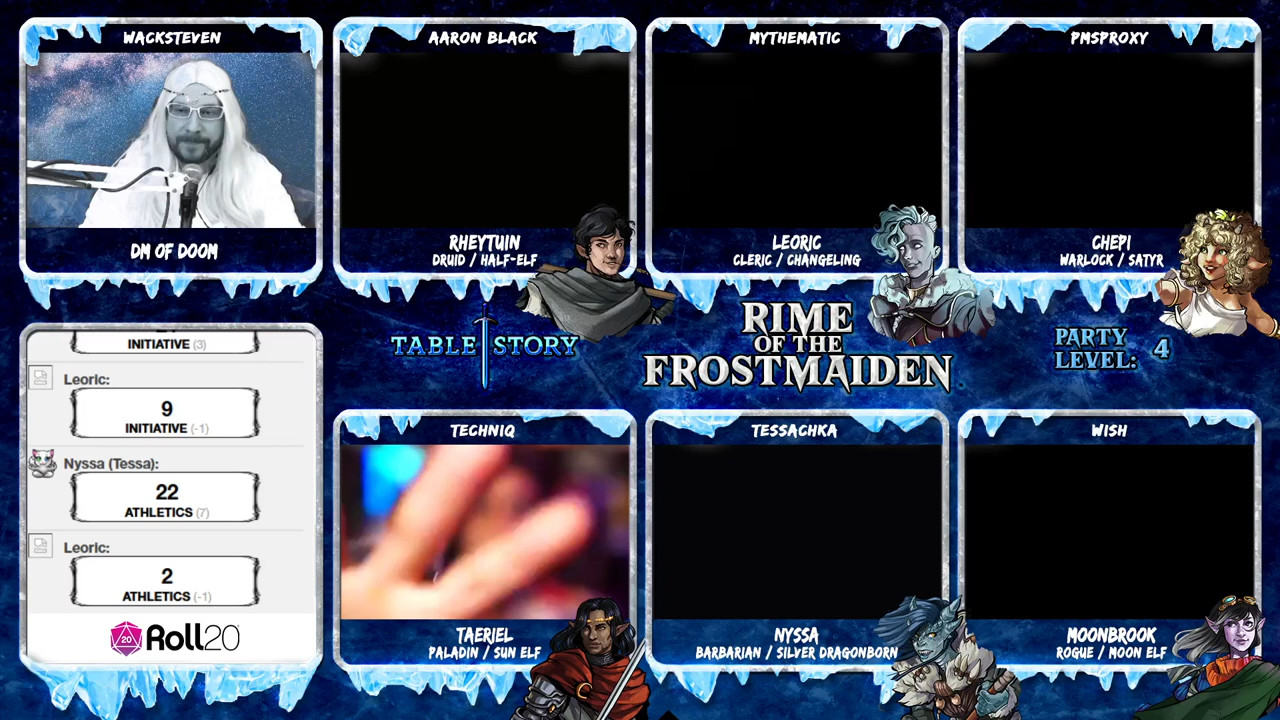 WACKSTEVEN
AARON BLACK
MYTHEMATIC
PMSPROXY
DM OF DOOM
RHEYTUIN
DRUID / HALF-ELF
LEORIC
CLERIC / CHANGELING
CHEPI
WARLOCK / SATYR
TABLE STORY
RIME
OF THE
FROSTMAIDEN
PARTY
LEVEL: 4
INITIATIVE (3)
Leoric:
9
INITIATIVE (-1)
Nyssa (Tessa):
22
ATHLETICS (7)
Leoric:
2
ATHLETICS (-1)
20 Roll20
TECHNIQ
TESSACHKA
WISH
TAERIEL
PALADIN / SUN ELF
NYSSA
BARBARIAN / SILVER DRAGONBORN
MOONBROOK
ROGUE / MOON ELF